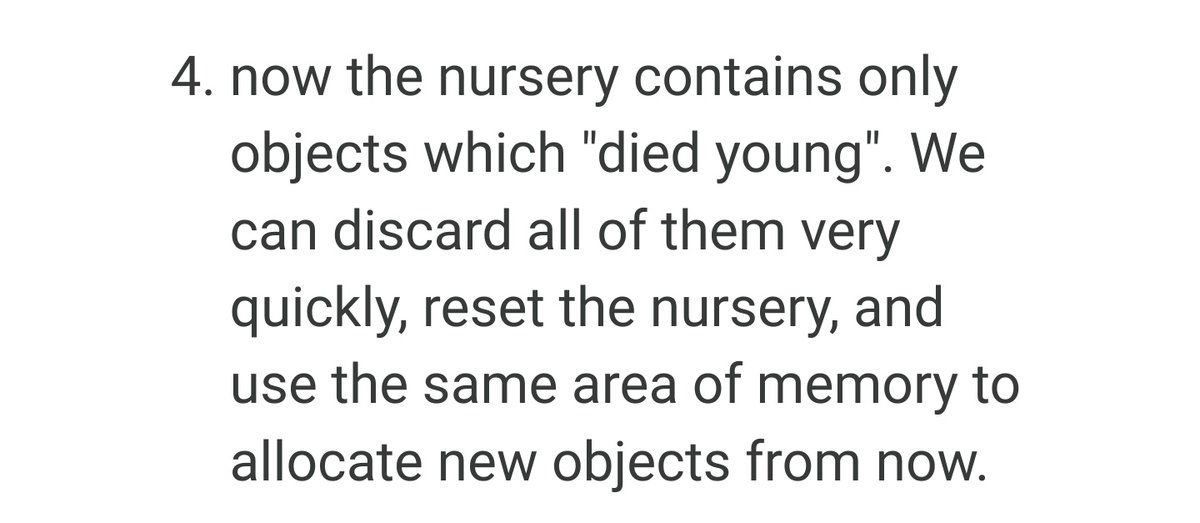 4. now the nursery contains only
objects which "died young". We
can discard all of them very
quickly, reset the nursery, and
use the same area of memory to
allocate new objects from now.